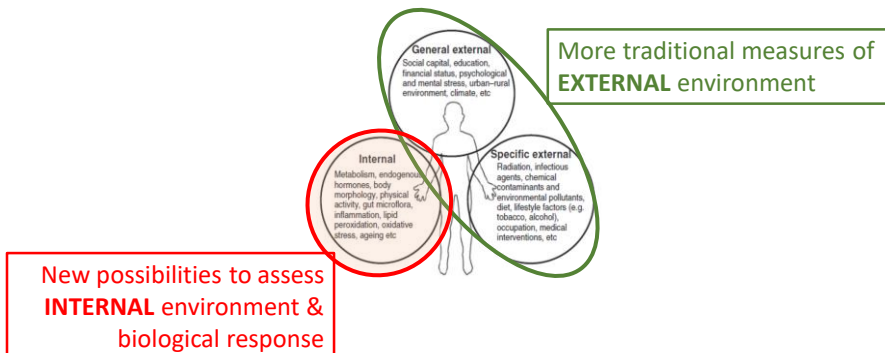 General external
Social capital, education,
financial status, psychological
and mental stress, urban–rural
environment, climate, etc
More traditional measures of
EXTERNAL environment
Internal
Metabolism, endogenous
hormones, body
morphology, physical
activity, gut microflora,
inflammation, lipid
peroxidation, oxidative
stress, ageing etc
Specific external
Radiation, infectious
agents, chemical
contaminants and
environmental pollutants,
diet, lifestyle factors (e.g.
tobacco, alcohol),
occupation, medical
interventions, etc
New possibilities to assess
INTERNAL environment &
biological response